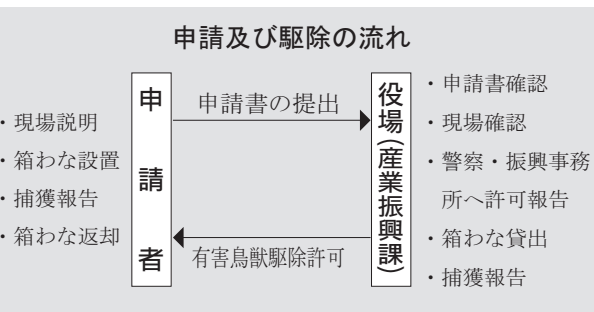 申請及び駆除の流れ
・現場説明
・箱わな設置
・捕獲報告
・箱わな返却
申請者
申請書の提出
有害鳥獣駆除許可
役場(産業振興課)
・申請書確認
・現場確認
・警察・振興事務
所へ許可報告
・箱わな貸出
・捕獲報告